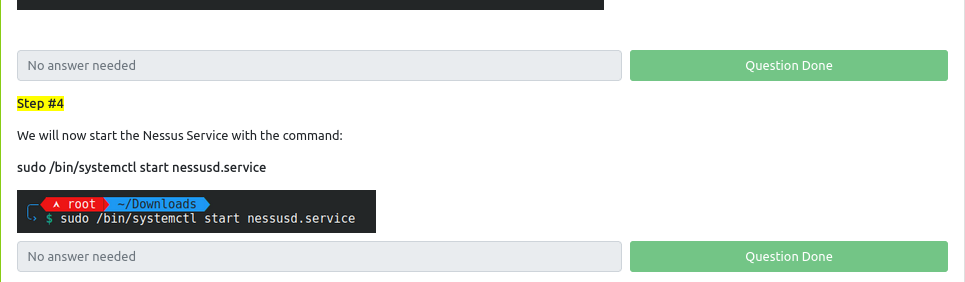 No answer needed Question Done
Step #4
We will now start the Nessus Service with the command:
sudo /bin/systemctl start nessusd.service
root ~/Downloads
$ sudo /bin/systemctl start nessusd.service
No answer needed Question Done